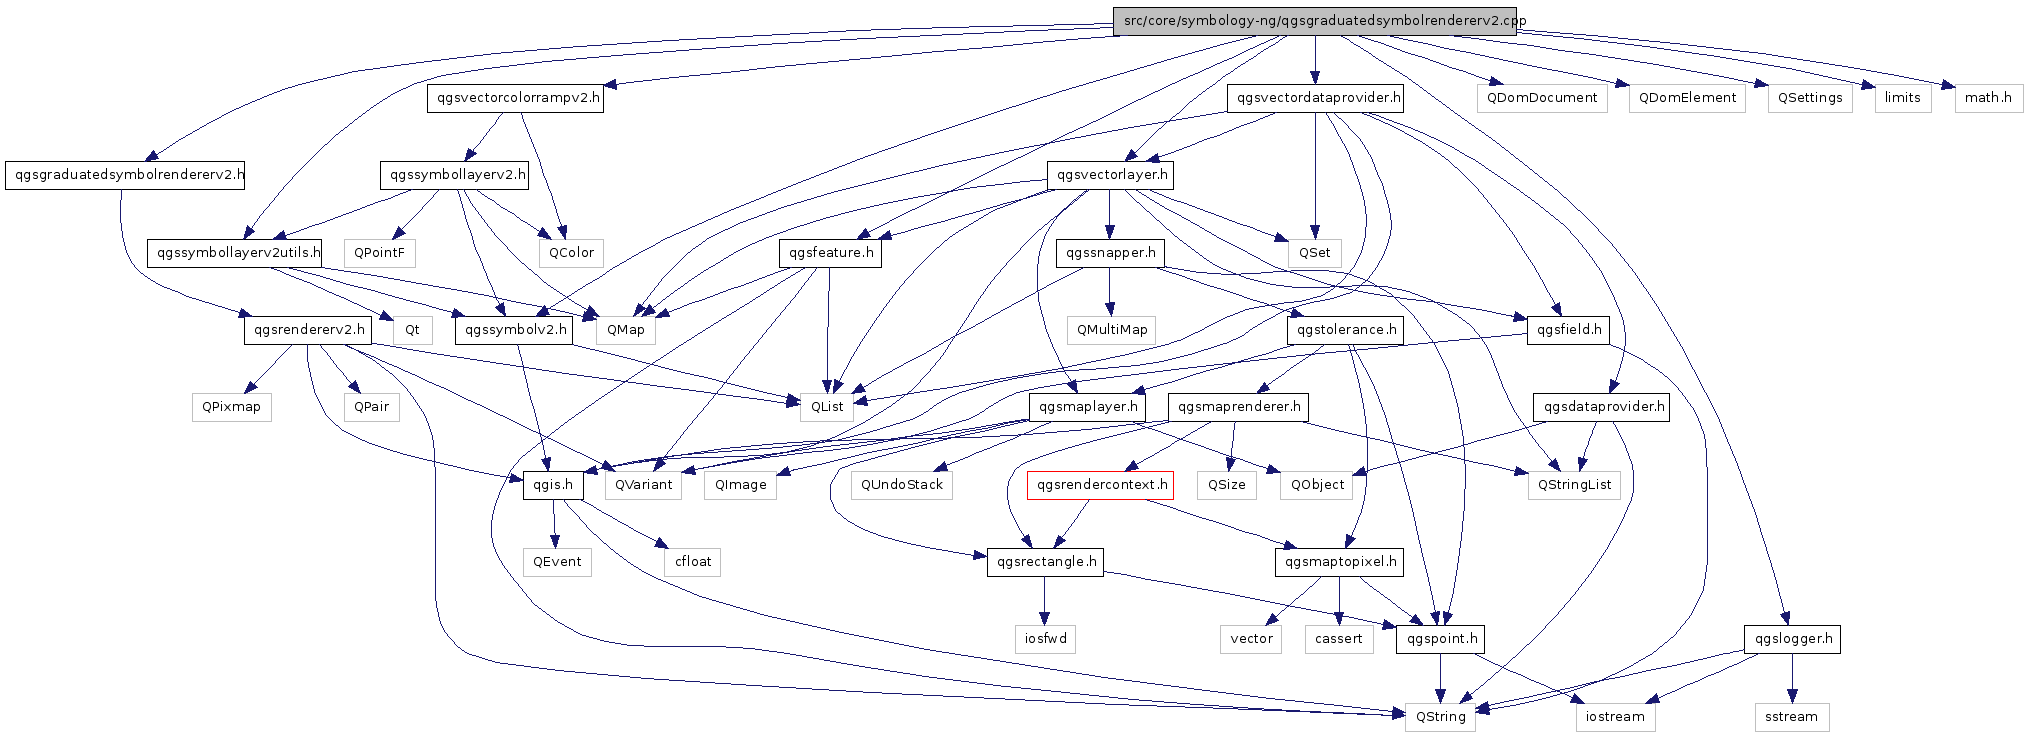 src/core/symbology-ng/qgsgraduatedsymbolrendererv2.cpp
qgsvectorcolorrampv2.h
qgsvectordataprovider.h
QDomDocument
QDomElement
QSettings
limits
math.h
qgsgraduatedsymbolrendererv2.h
qgssymbollayerv2.h
qgsvectorlayer.h
qgssymbollayerv2utils.h
QPointF
QColor
qgsfeature.h
qgssnapper.h
QSet
qgsrendererv2.h
Qt
qgssymbolv2.h
QMap
QMultiMap
qgstolerance.h
qgsfield.h
QPixmap
QPair
QList
qgsmaplayer.h
qgsmaprenderer.h
qgsdataprovider.h
qgis.h
QVariant
QImage
QUndoStack
qgsrendercontext.h
QSize
QObject
QStringList
QEvent
cfloat
qgsrectangle.h
qgsmaptopixel.h
iosfwd
vector
cassert
qgspoint.h
qgslogger.h
QString
iostream
sstream